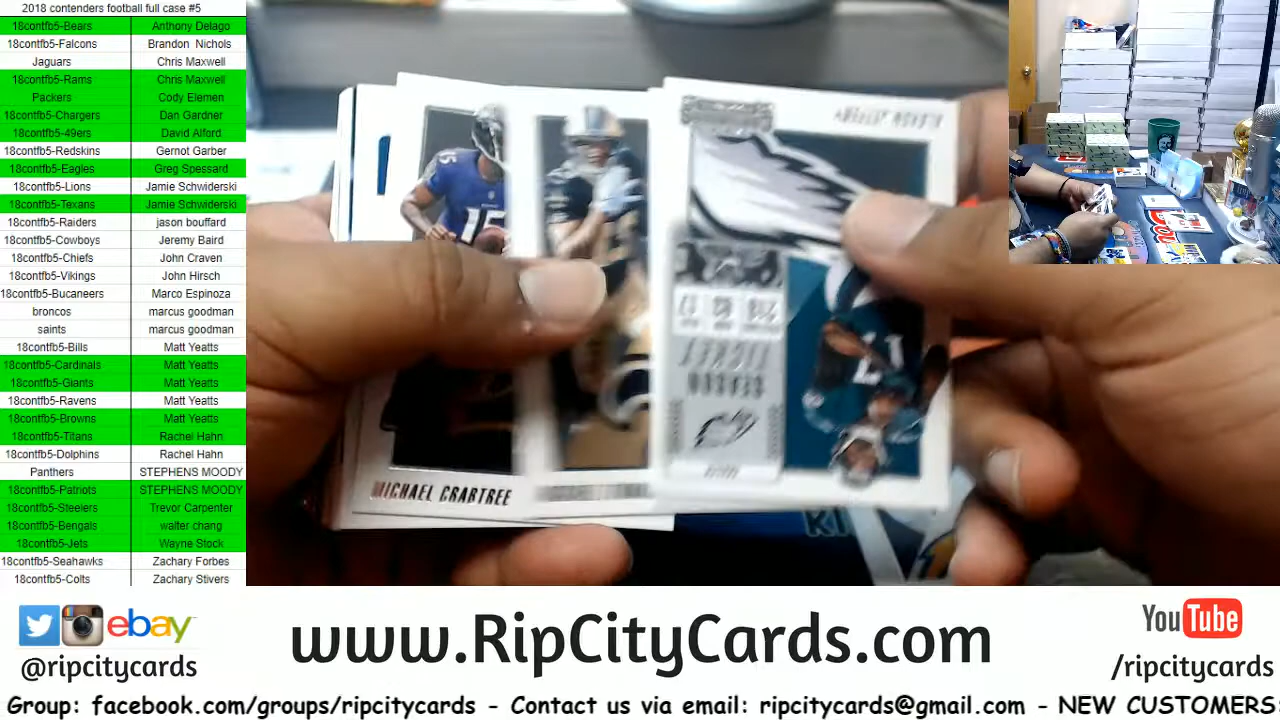 2018 contenders football full case #5
18contfb5-Bears Anthony Delago
18contfb5-Falcons Brandon Nichols
Jaguars Chris Maxwell
18contfb5-Rams Chris Maxwell
Packers Cody Elemen
18contfb5-Chargers Dan Gardner
18contfb5-49ers David Alford
18contfb5-Redskins Gernot Garber
18contfb5-Eagles Greg Spessard
18contfb5-Lions Jamie Schwiderski
18contfb5-Texans Jamie Schwiderski
18contfb5-Raiders jason bouffard
18contfb5-Cowboys Jeremy Baird
18contfb5-Chiefs John Craven
18contfb5-Vikings John Hirsch
18contfb5-Bucaneers Marco Espinoza
broncos marcus goodman
saints marcus goodman
18contfb5-Bills Matt Yeatts
18contfb5-Cardinals Matt Yeatts
18contfb5-Giants Matt Yeatts
18contfb5-Ravens Matt Yeatts
18contfb5-Browns Matt Yeatts
18contfb5-Titans Rachel Hahn
18contfb5-Dolphins Rachel Hahn
Panthers STEPHENS MOODY
18contfb5-Patriots STEPHENS MOODY
18contfb5-Steelers Trevor Carpenter
18contfb5-Bengals walter chang
18contfb5-Jets Wayne Stock
18contfb5-Seahawks Zachary Forbes
18contfb5-Colts Zachary Stivers
15
MICHAEL CRABTREE
SEASON
17
KI
ebay
@ripcitycards
www.RipCityCards.com
YouTube
/ripcitycards
Group: facebook.com/groups/ripcitycards - Contact us via email: ripcitycards@gmail.com - NEW CUSTOMERS